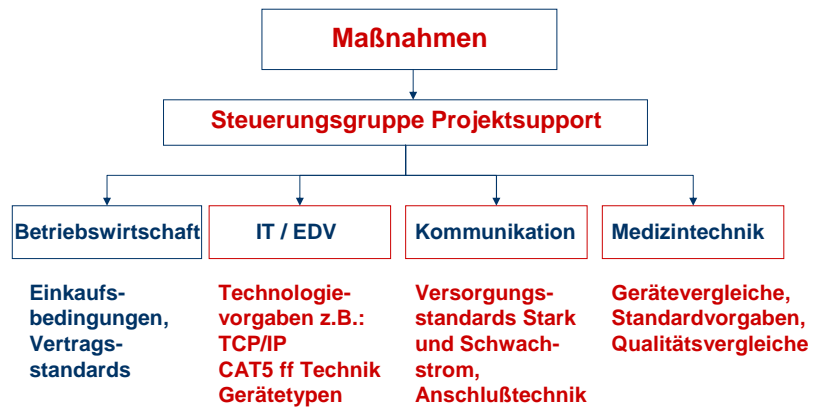 Maßnahmen
Steuerungsgruppe Projektsupport
Betriebswirtschaft
IT / EDV
Kommunikation
Medizintechnik
Einkaufs-
bedingungen,
Vertrags-
standards
Technologie-
vorgaben z.B.:
TCP/IP
CAT5 ff Technik
Gerätetypen
Versorgungs-
standards Stark
und Schwach-
strom,
Anschlußtechnik
Gerätevergleiche,
Standardvorgaben,
Qualitätsvergleiche